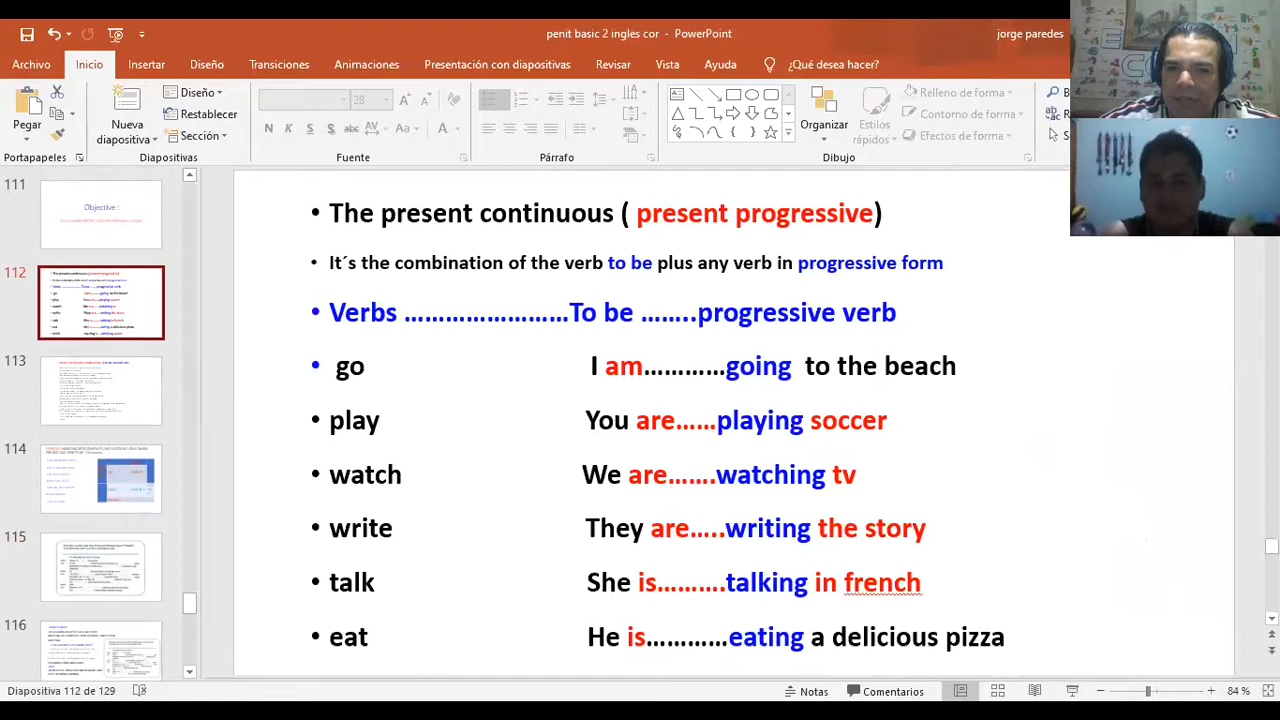 penit basic 2 ingles cor - PowerPoint
jorge paredes
Archivo Inicio Insertar Diseño Transiciones Animaciones Presentación con diapositivas Revisar Vista Ayuda ¿Qué desea hacer?
Pegar
Nueva diapositiva
Diseño
Restablecer
Sección
28
N K S abc AV Aa A
Organizar
Estilos rápidos
Relleno de forma
Contorno de forma
Efectos de forma
Portapapeles Diapositivas Fuente Párrafo Dibujo
111
Objective :
112
113
114
115
116
• The present continuous ( present progressive)
• It´s the combination of the verb to be plus any verb in progressive form
• Verbs ……………………To be ……..progressive verb
• go I am…………going to the beach
• play You are……playing soccer
• watch We are…….watching tv
• write They are…..writing the story
• talk She is……….talking in french
• eat He is…………eating a delicious pizza
Diapositiva 112 de 129 Notas Comentarios 84 %